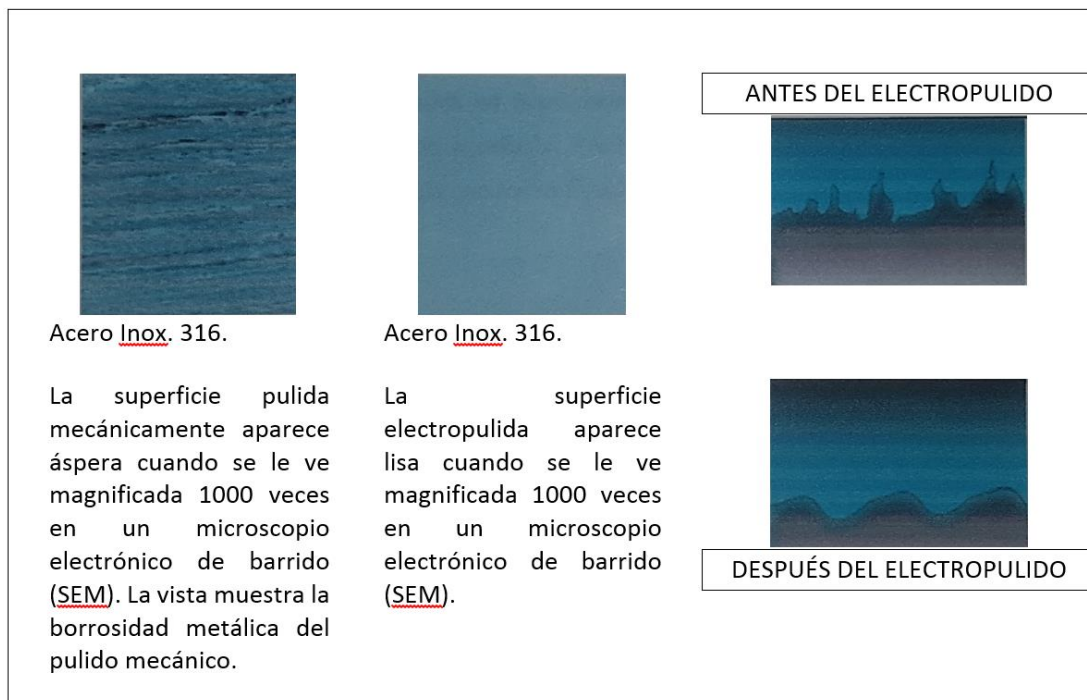 Acero Inox. 316.
La superficie pulida
mecánicamente aparece
áspera cuando se le ve
magnificada 1000 veces
en un microscopio
electrónico de barrido
(SEM). La vista muestra la
borrosidad metálica del
pulido mecánico.
Acero Inox. 316.
La superficie
electropulida aparece
lisa cuando se le ve
magnificada 1000 veces
en un microscopio
electrónico de barrido
(SEM).
ANTES DEL ELECTROPULIDO
DESPUÉS DEL ELECTROPULIDO